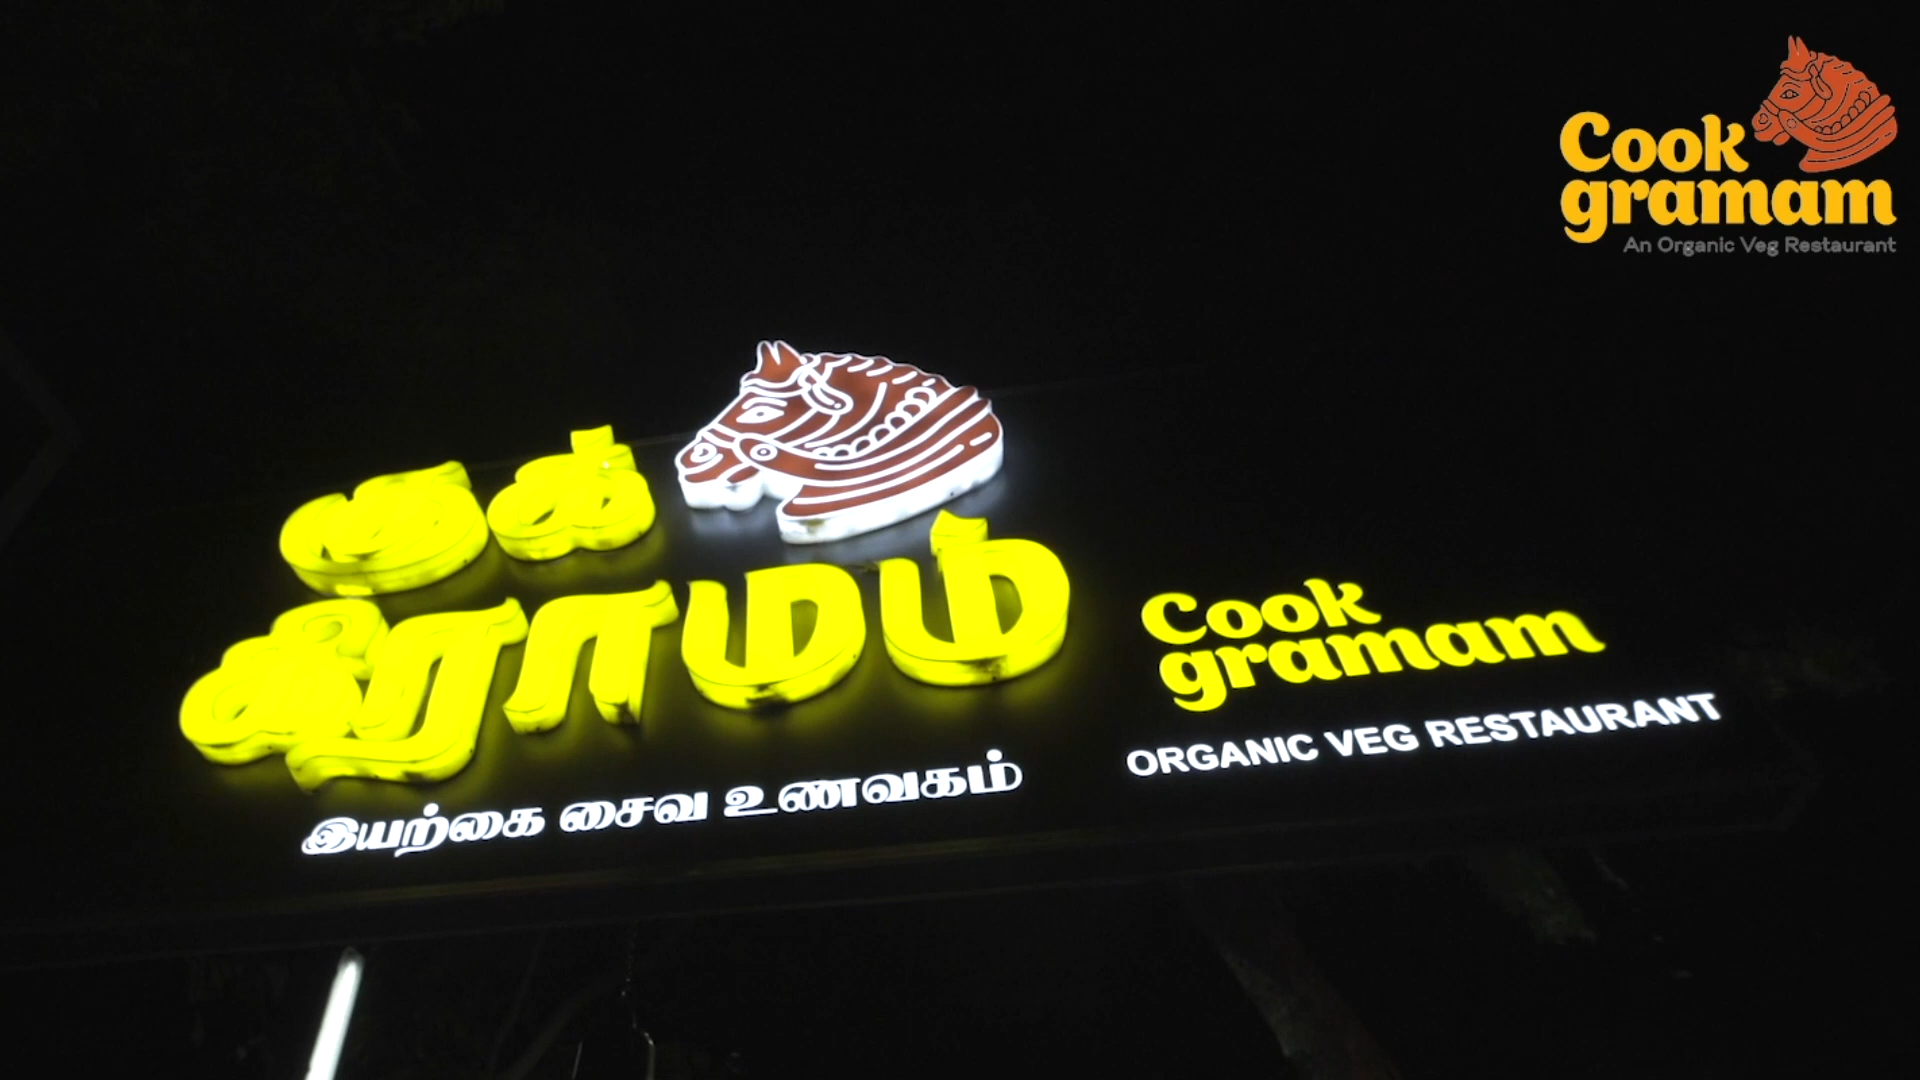 குக்
கிராமம்
இயற்கை சைவ உணவகம்
Cook
gramam
ORGANIC VEG RESTAURANT
Cook
gramam
An Organic Veg Restaurant